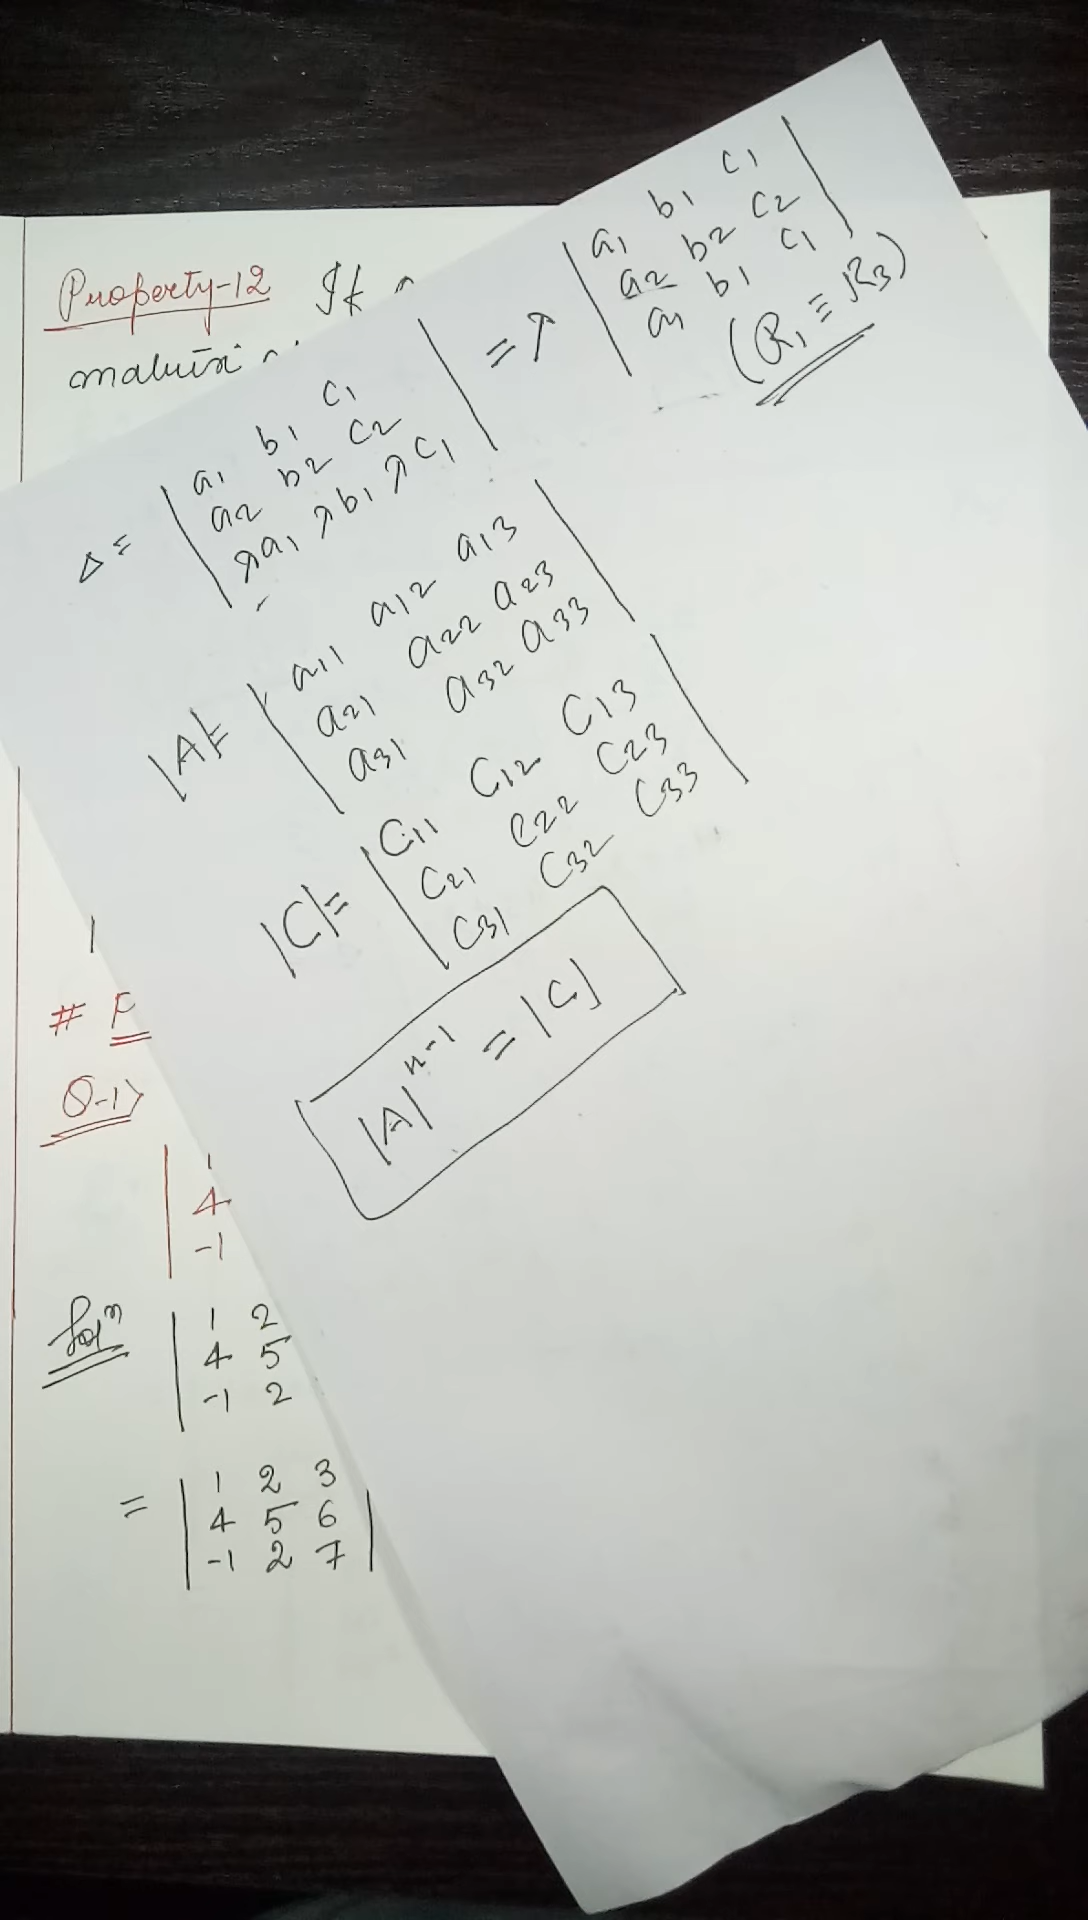 Property-12 If
matrix
Δ = | a1 b1 c1 |
| a2 b2 c2 |
| λa1 λb1 λc1 |
= λ | a1 b1 c1 |
| a2 b2 c2 |
| a1 b1 c1 |
(R1 ≡ R3)
|A| = | a11 a12 a13 |
| a21 a22 a23 |
| a31 a32 a33 |
|C| = | C11 C12 C13 |
| C21 C22 C23 |
| C31 C32 C33 |
|A|ⁿ⁻¹ = |C|
#
Q-1>
| 1
| 4
| -1
Solⁿ | 1 2
| 4 5
| -1 2
= | 1 2 3 |
| 4 5 6 |
| -1 2 7 |